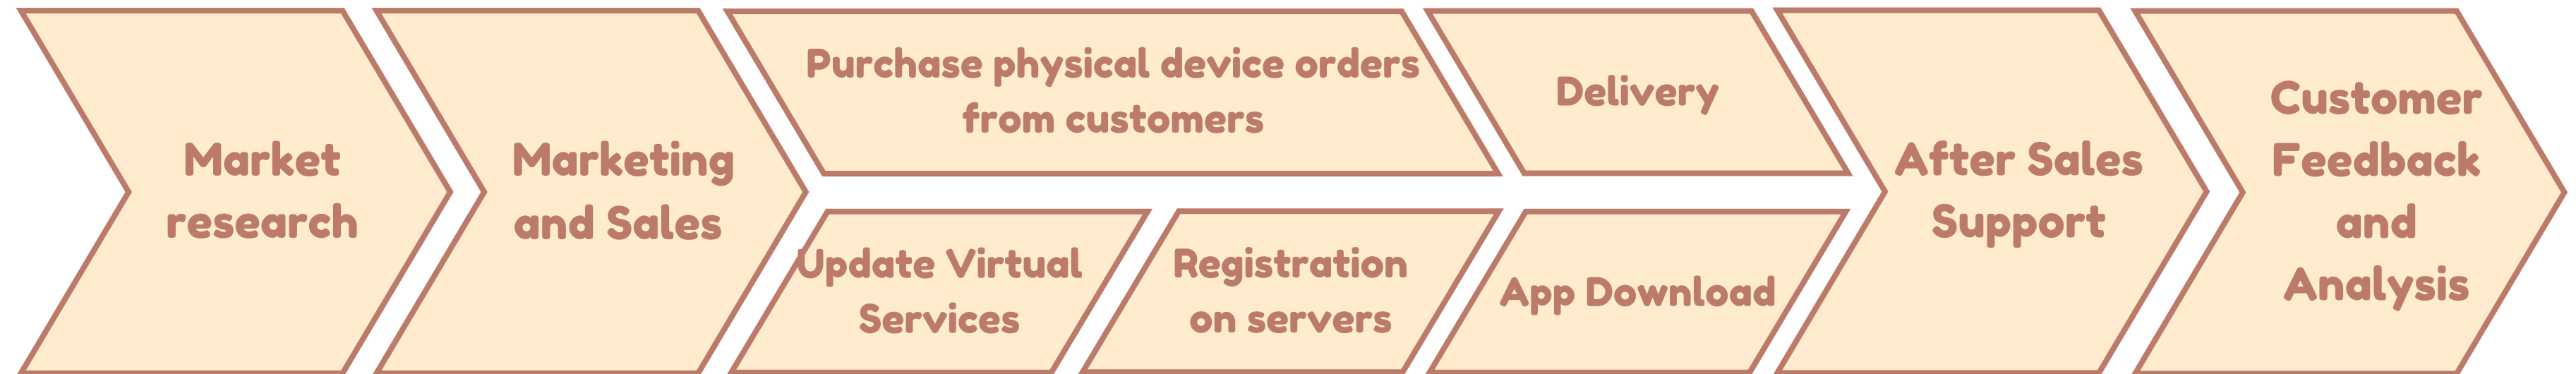 Market
research
Marketing
and Sales
Purchase physical device orders
from customers
Delivery
Update Virtual
Services
Registration
on servers
App Download
After Sales
Support
Customer
Feedback
and
Analysis